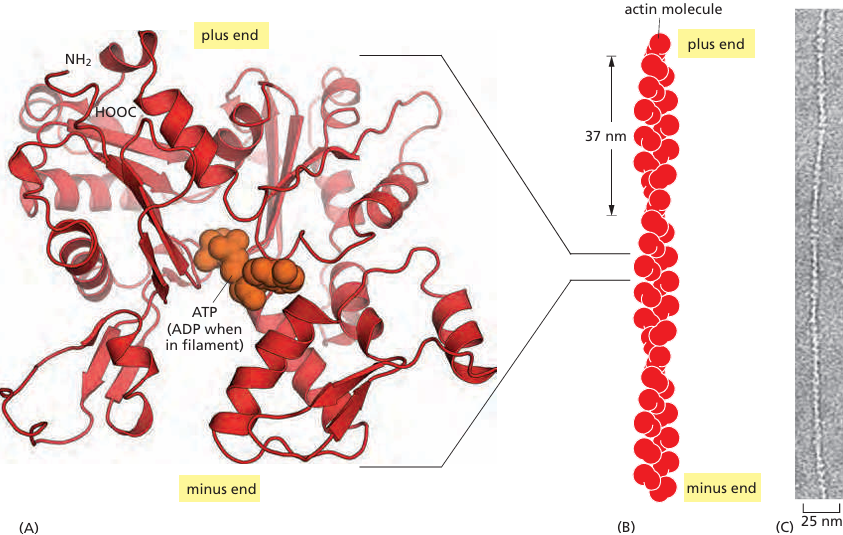 plus end
NH2
HOOC
ATP
(ADP when
in filament)
minus end
(A)
actin molecule
plus end
37 nm
minus end
(B)
25 nm
(C)